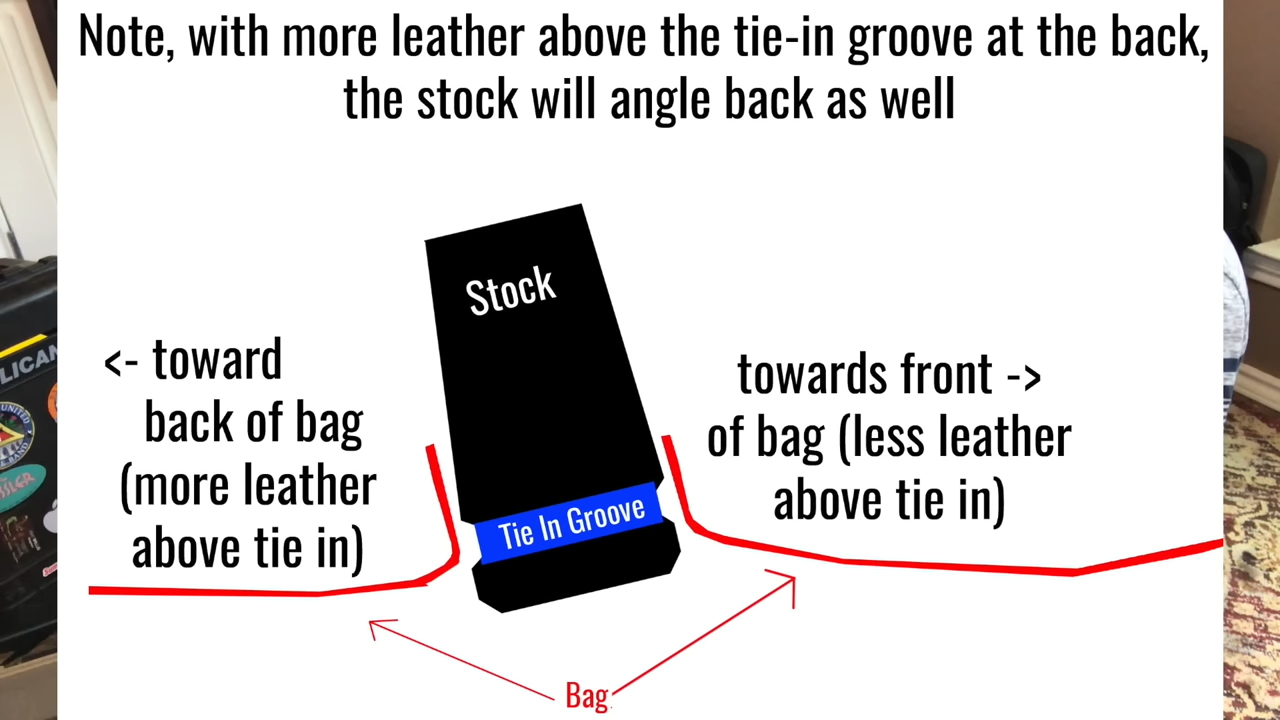 Note, with more leather above the tie-in groove at the back,
the stock will angle back as well
Stock
<- toward
back of bag
(more leather
above tie in)
towards front ->
of bag (less leather
above tie in)
Tie In Groove
Bag
LICAN
UNITED